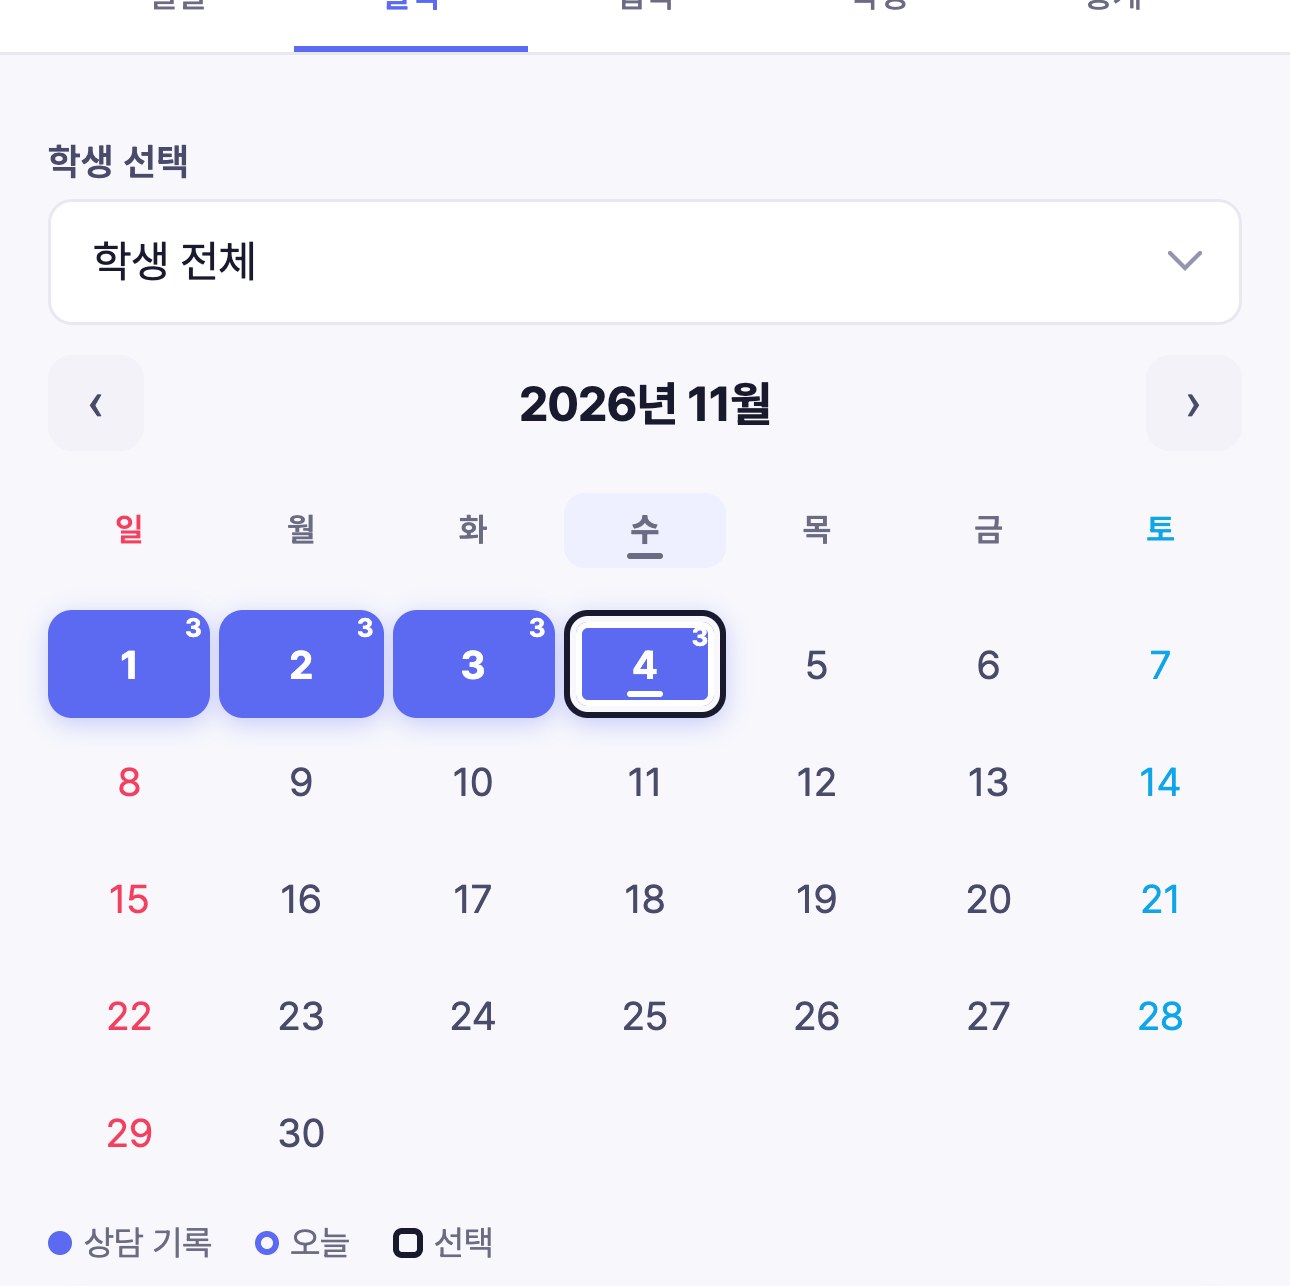 학생 선택
학생 전체
‹ 2026년 11월 ›
일 월 화 수 목 금 토
1 3 2 3 3 3 4 3 5 6 7
8 9 10 11 12 13 14
15 16 17 18 19 20 21
22 23 24 25 26 27 28
29 30
상담 기록 오늘 선택